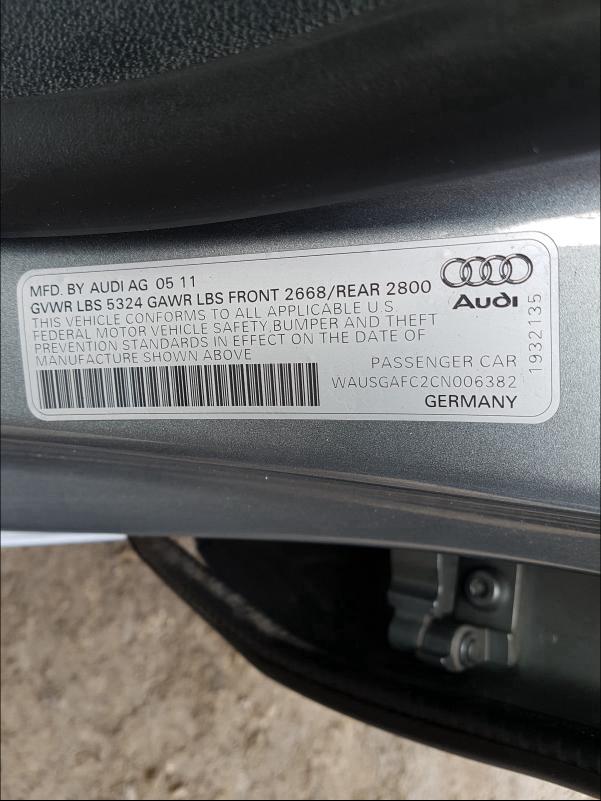 MFD. BY AUDI AG 05 11
GVWR LBS 5324 GAWR LBS FRONT 2668/REAR 2800
THIS VEHICLE CONFORMS TO ALL APPLICABLE U.S
FEDERAL MOTOR VEHICLE SAFETY,BUMPER AND THEFT
PREVENTION STANDARDS IN EFFECT ON THE DATE OF
MANUFACTURE SHOWN ABOVE
Audi
PASSENGER CAR
WAUSGAFC2CN006382
GERMANY
1932135